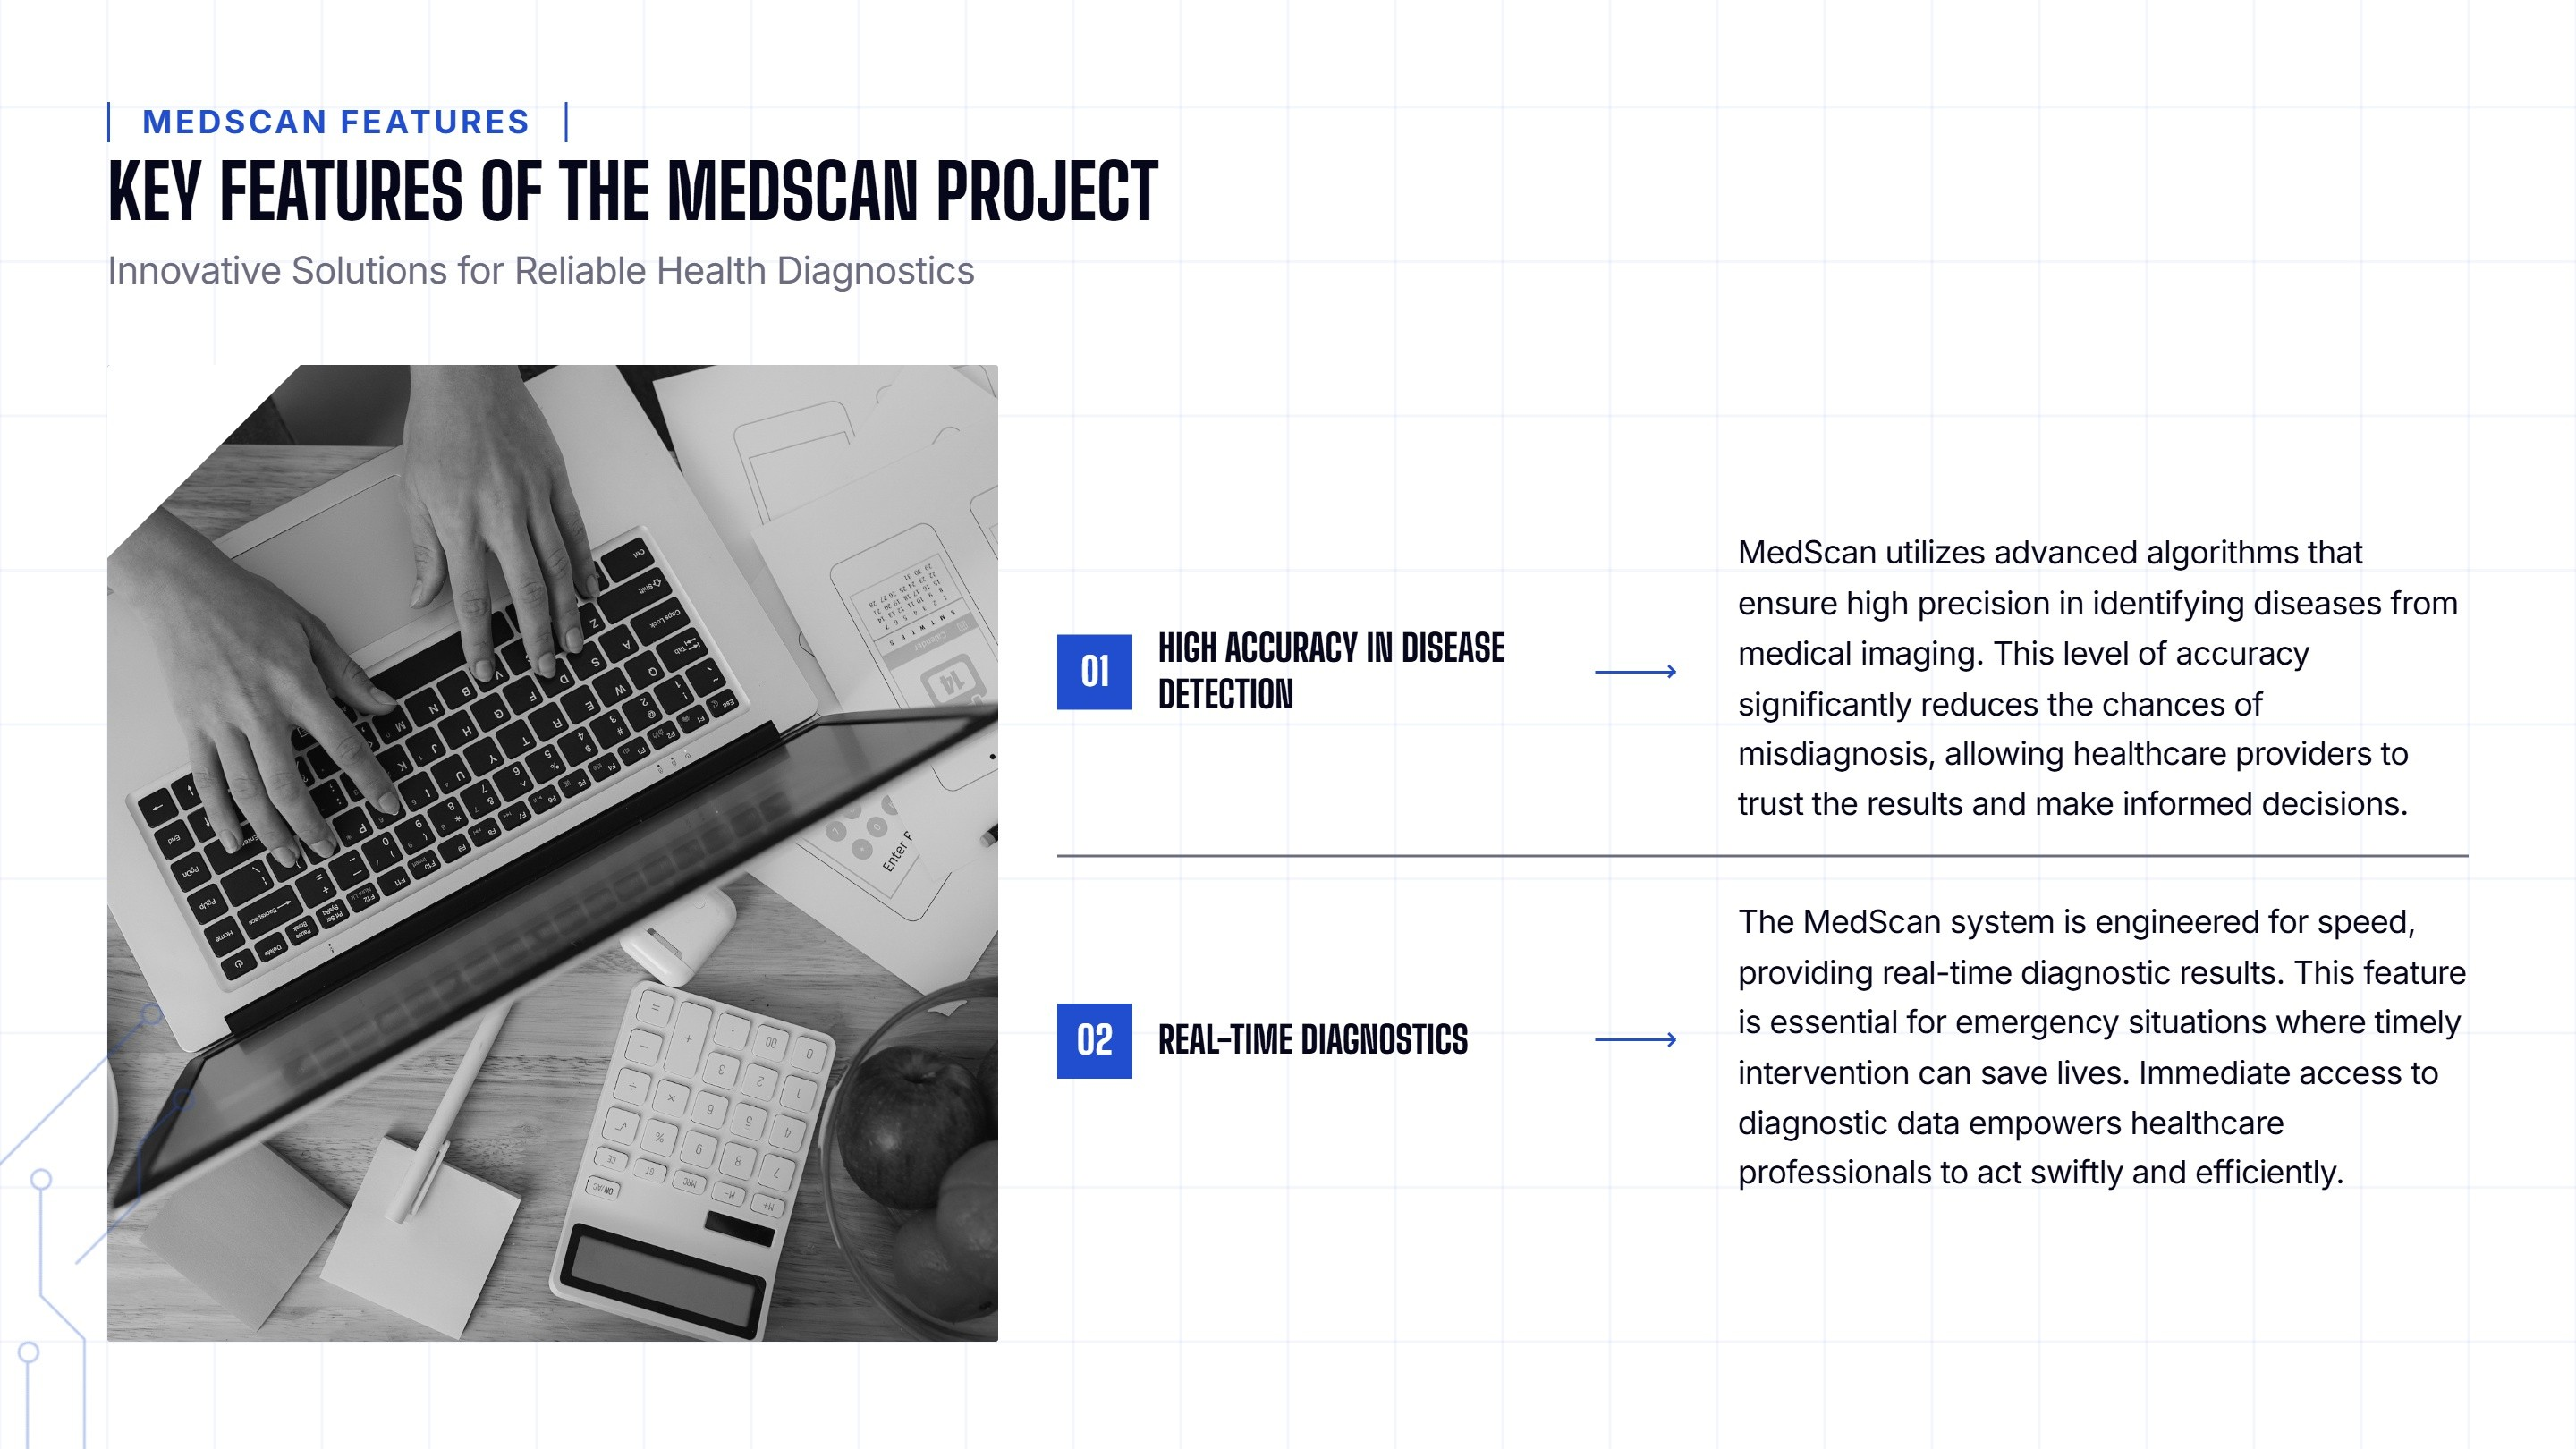 MEDSCAN FEATURES
KEY FEATURES OF THE MEDSCAN PROJECT
Innovative Solutions for Reliable Health Diagnostics
01
HIGH ACCURACY IN DISEASE
DETECTION
MedScan utilizes advanced algorithms that
ensure high precision in identifying diseases from
medical imaging. This level of accuracy
significantly reduces the chances of
misdiagnosis, allowing healthcare providers to
trust the results and make informed decisions.
02
REAL-TIME DIAGNOSTICS
The MedScan system is engineered for speed,
providing real-time diagnostic results. This feature
is essential for emergency situations where timely
intervention can save lives. Immediate access to
diagnostic data empowers healthcare
professionals to act swiftly and efficiently.